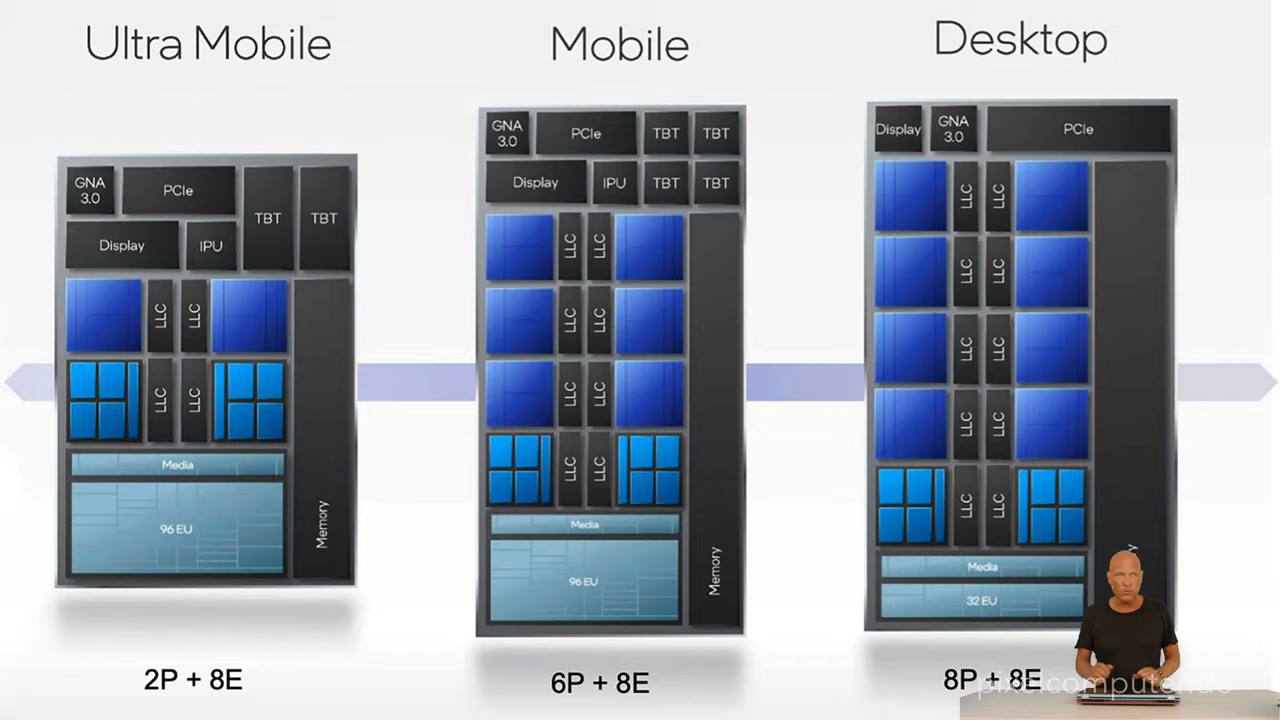 Ultra Mobile
GNA
3.0
PCIe
TBT
TBT
Display
IPU
LLC
LLC
LLC
LLC
Media
96 EU
Memory
2P + 8E
Mobile
GNA
3.0
PCIe
TBT
TBT
Display
IPU
TBT
TBT
LLC
LLC
LLC
LLC
LLC
LLC
LLC
LLC
Media
96 EU
Memory
6P + 8E
Desktop
Display
GNA
3.0
PCIe
LLC
LLC
LLC
LLC
LLC
LLC
LLC
LLC
LLC
LLC
Media
32 EU
8P + 8E